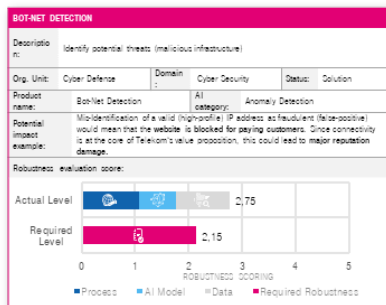 BOT-NET DETECTION
Descriptio
n:
Identify potential threats (malicious infrastructure)
Org. Unit: Cyber Defense Domain
:
Cyber Security Status: Solution
Product
name:
Bot-Net Detection AI
category:
Anomaly Detection
Potential
impact
example:
Mis-Identification of a valid (high-profile) IP address as fraudulent (false-positive)
would mean that the website is blocked for paying customers. Since connectivity
is at the core of Telekom's value proposition, this could lead to major reputation
damage.
Robustness evaluation score:
Actual Level 2,75
Required
Level
2,15
0 1 2 3 4 5
ROBUSTNESS SCORING
Process AI Model Data Required Robustness